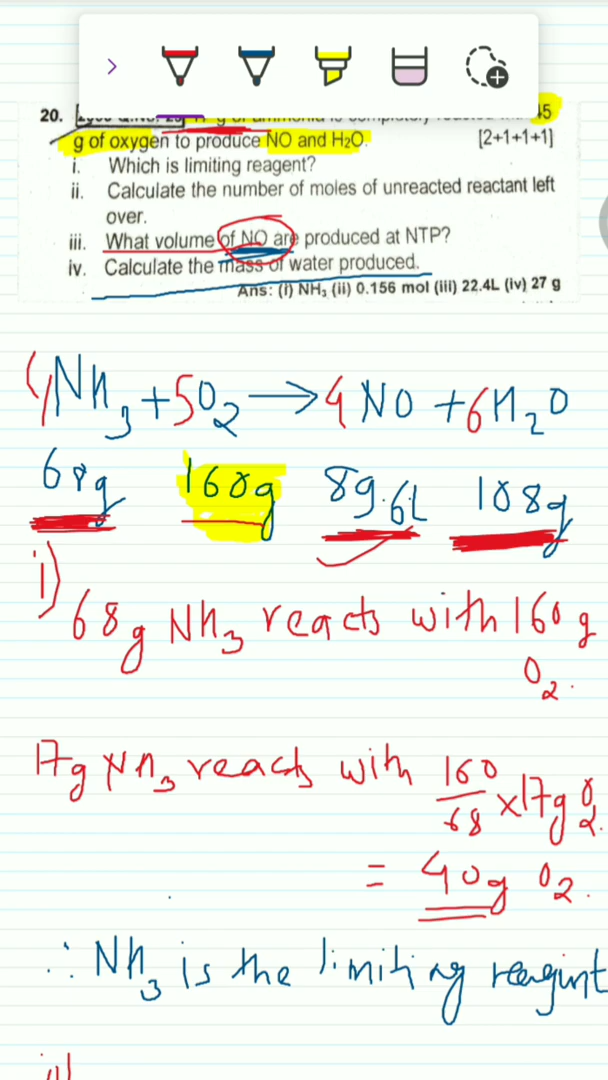 20.
45
g of oxygen to produce NO and H₂O. [2+1+1+1]
i. Which is limiting reagent?
ii. Calculate the number of moles of unreacted reactant left
over.
iii. What volume of NO are produced at NTP?
iv. Calculate the mass of water produced.
Ans: (i) NH₃ (ii) 0.156 mol (iii) 22.4L (iv) 27 g
4NH₃ + 5O₂ → 4NO + 6H₂O
68g 160g 89.6L 108g
i)
68g NH₃ reacts with 160g
O₂.
17g NH₃ reacts with 160/68 × 17g O₂.
= 40g O₂.
∴ NH₃ is the limiting reagint
ii)